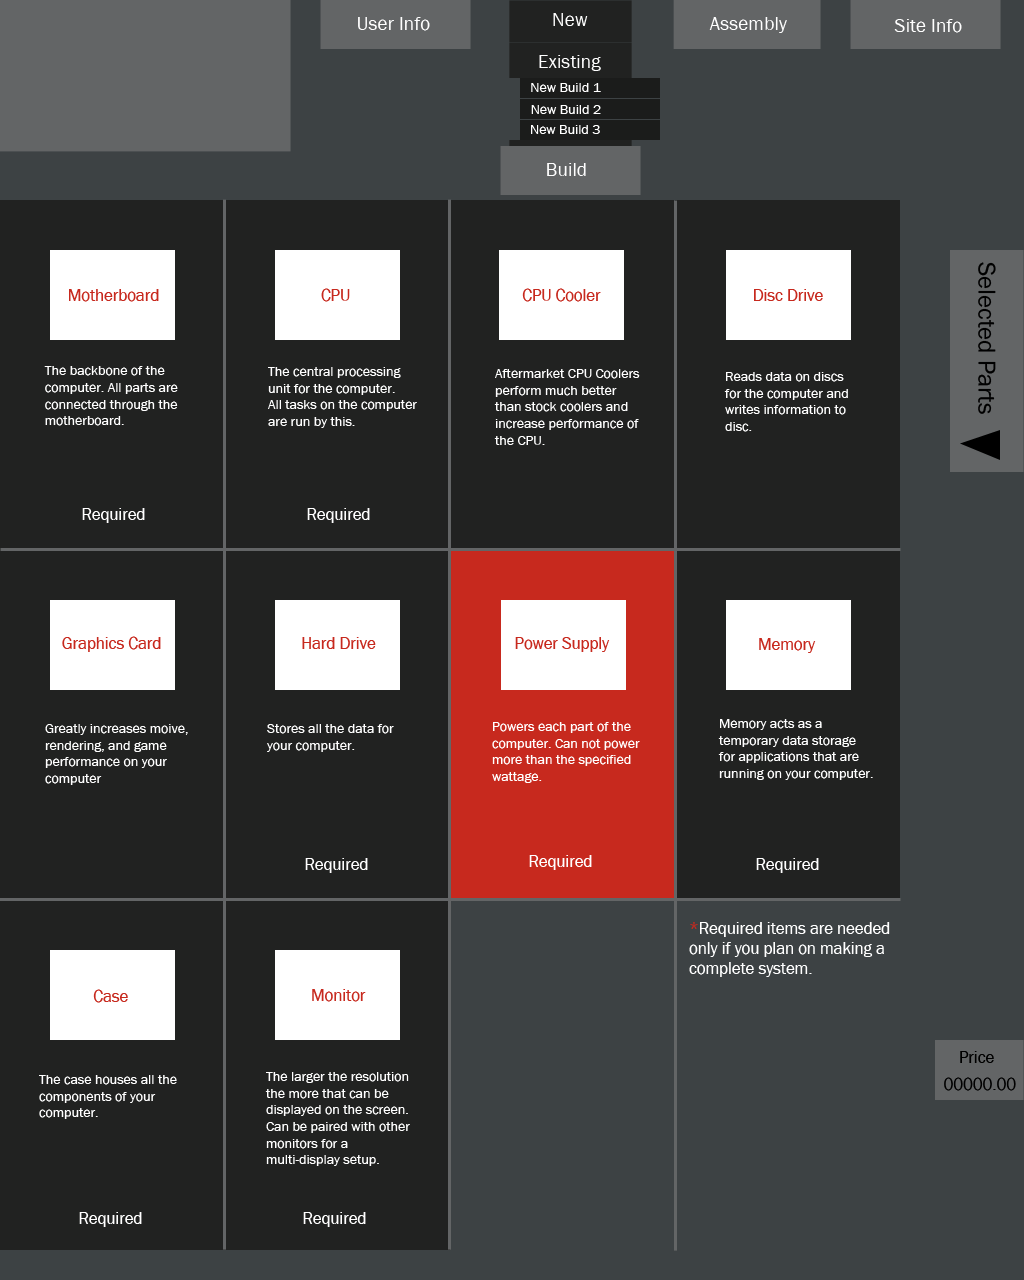 User Info
New
Existing
New Build 1
New Build 2
New Build 3
Build
Assembly
Site Info
Selected Parts
Motherboard
The backbone of the
computer. All parts are
connected through the
motherboard.
Required
CPU
The central processing
unit for the computer.
All tasks on the computer
are run by this.
Required
CPU Cooler
Aftermarket CPU Coolers
perform much better
than stock coolers and
increase performance of
the CPU.
Disc Drive
Reads data on discs
for the computer and
writes information to
disc.
Graphics Card
Greatly increases moive,
rendering, and game
performance on your
computer
Hard Drive
Stores all the data for
your computer.
Required
Power Supply
Powers each part of the
computer. Can not power
more than the specified
wattage.
Required
Memory
Memory acts as a
temporary data storage
for applications that are
running on your computer.
Required
Case
The case houses all the
components of your
computer.
Required
Monitor
The larger the resolution
the more that can be
displayed on the screen.
Can be paired with other
monitors for a
multi-display setup.
Required
*Required items are needed
only if you plan on making a
complete system.
Price
00000.00